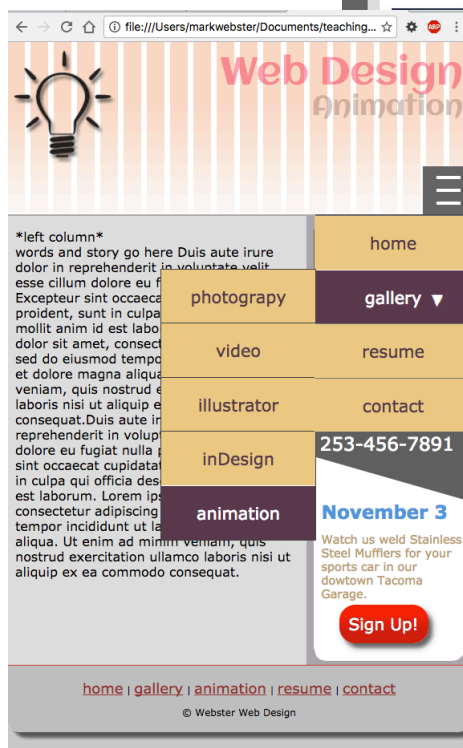 file:///Users/markwebster/Documents/teaching...
ABP
Web Design
Animation
*left column*
words and story go here Duis aute irure
dolor in reprehenderit in voluptate velit
esse cillum dolore eu f
Excepteur sint occaeca
proident, sunt in culpa
mollit anim id est labo
dolor sit amet, consect
sed do eiusmod tempo
et dolore magna aliqua
veniam, quis nostrud e
laboris nisi ut aliquip e
consequat.Duis aute ir
reprehenderit in volupt
dolore eu fugiat nulla p
sint occaecat cupidatat
in culpa qui officia des
est laborum. Lorem ips
consectetur adipiscing
tempor incididunt ut la
aliqua. Ut enim ad minim veniam, quis
nostrud exercitation ullamco laboris nisi ut
aliquip ex ea commodo consequat.
home
gallery ▼
resume
contact
photograpy
video
illustrator
inDesign
animation
253-456-7891
November 3
Watch us weld Stainless
Steel Mufflers for your
sports car in our
dowtown Tacoma
Garage.
Sign Up!
home | gallery | animation | resume | contact
© Webster Web Design